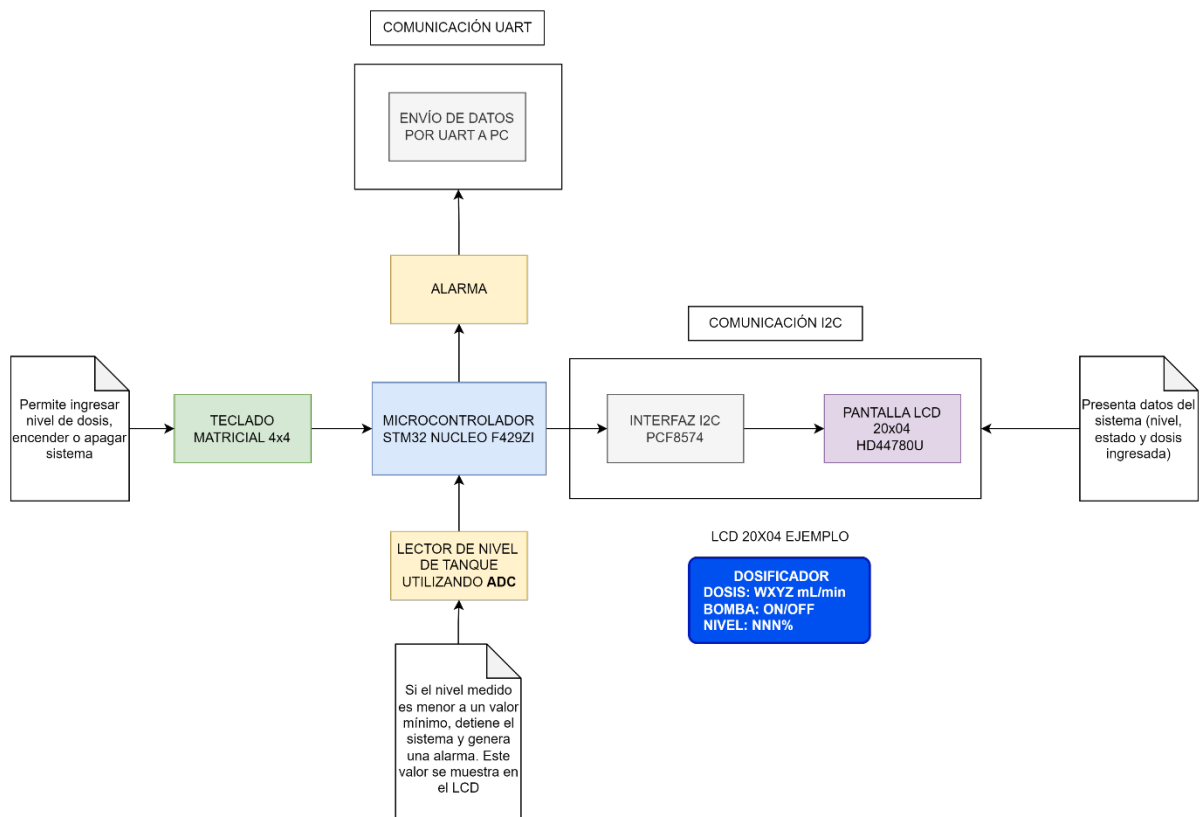 COMUNICACIÓN UART
ENVÍO DE DATOS
POR UART A PC
ALARMA
COMUNICACIÓN I2C
Permite ingresar
nivel de dosis,
encender o apagar
sistema
TECLADO
MATRICIAL 4x4
MICROCONTROLADOR
STM32 NUCLEO F429ZI
INTERFAZ I2C
PCF8574
PANTALLA LCD
20x04
HD44780U
Presenta datos del
sistema (nivel,
estado y dosis
ingresada)
LECTOR DE NIVEL
DE TANQUE
UTILIZANDO ADC
LCD 20X04 EJEMPLO
DOSIFICADOR
DOSIS: WXYZ mL/min
BOMBA: ON/OFF
NIVEL: NNN%
Si el nivel medido
es menor a un valor
mínimo, detiene el
sistema y genera
una alarma. Este
valor se muestra en
el LCD